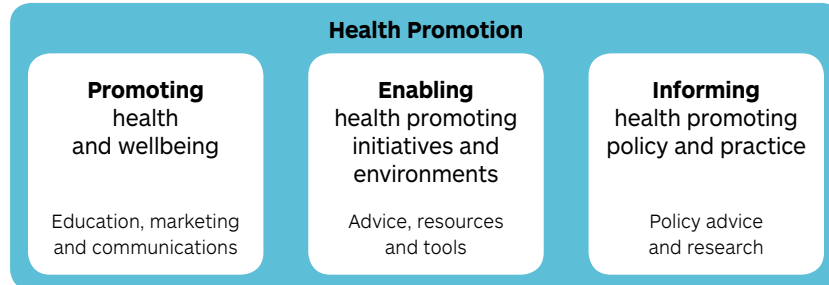 Health Promotion
Promoting
health
and wellbeing
Education, marketing
and communications
Enabling
health promoting
initiatives and
environments
Advice, resources
and tools
Informing
health promoting
policy and practice
Policy advice
and research